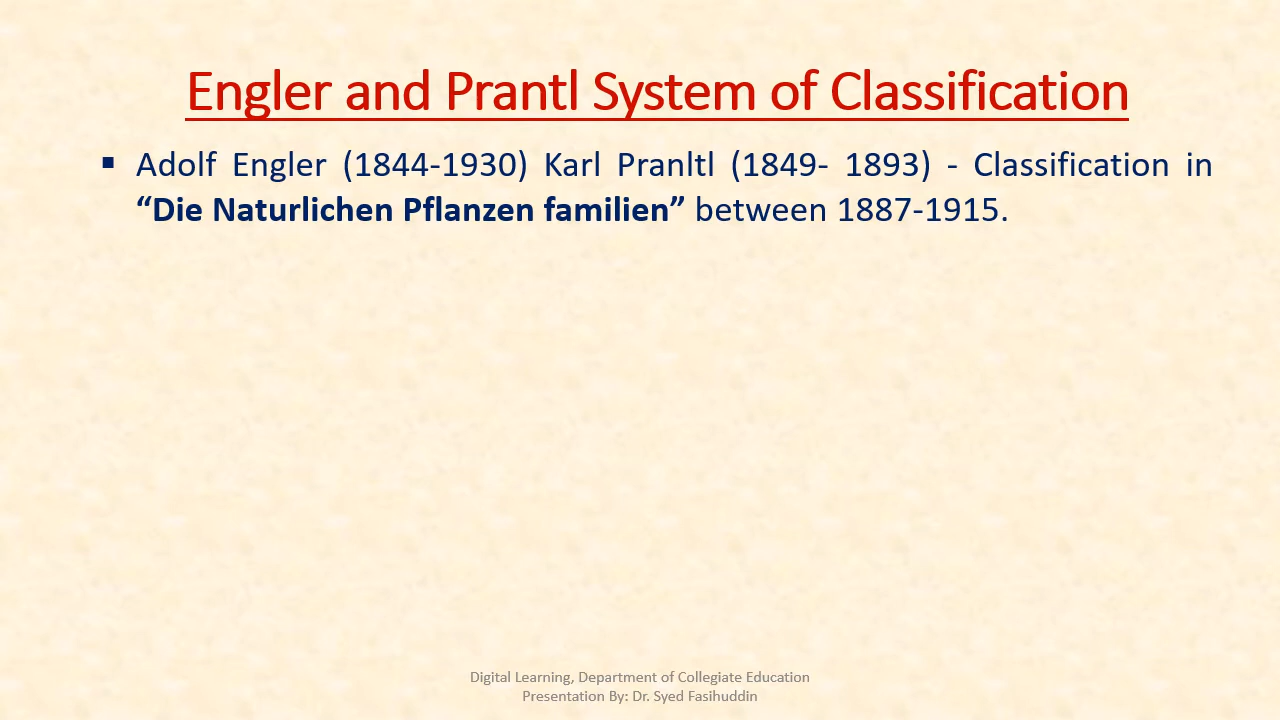 Engler and Prantl System of Classification
▪ Adolf Engler (1844-1930) Karl Pranltl (1849- 1893) - Classification in
“Die Naturlichen Pflanzen familien” between 1887-1915.
Digital Learning, Department of Collegiate Education
Presentation By: Dr. Syed Fasihuddin